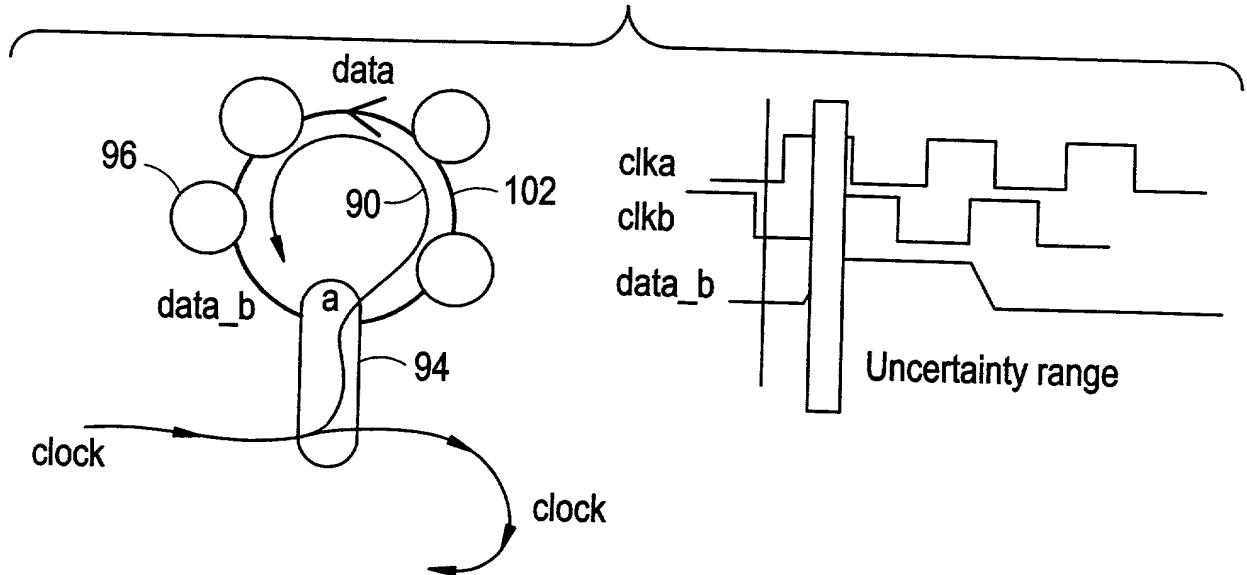 data
96
90
102
data_b
a
94
clock
clock
clka
clkb
data_b
Uncertainty range